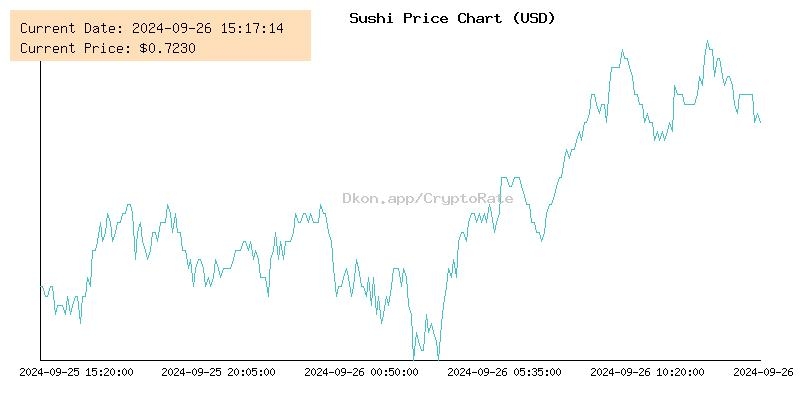 Sushi Price Chart (USD)
Current Date: 2024-09-26 15:17:14
Current Price: $0.7230
Dkon.app/CryptoRate
2024-09-25 15:20:00 2024-09-25 20:05:00 2024-09-26 00:50:00 2024-09-26 05:35:00 2024-09-26 10:20:00 2024-09-26